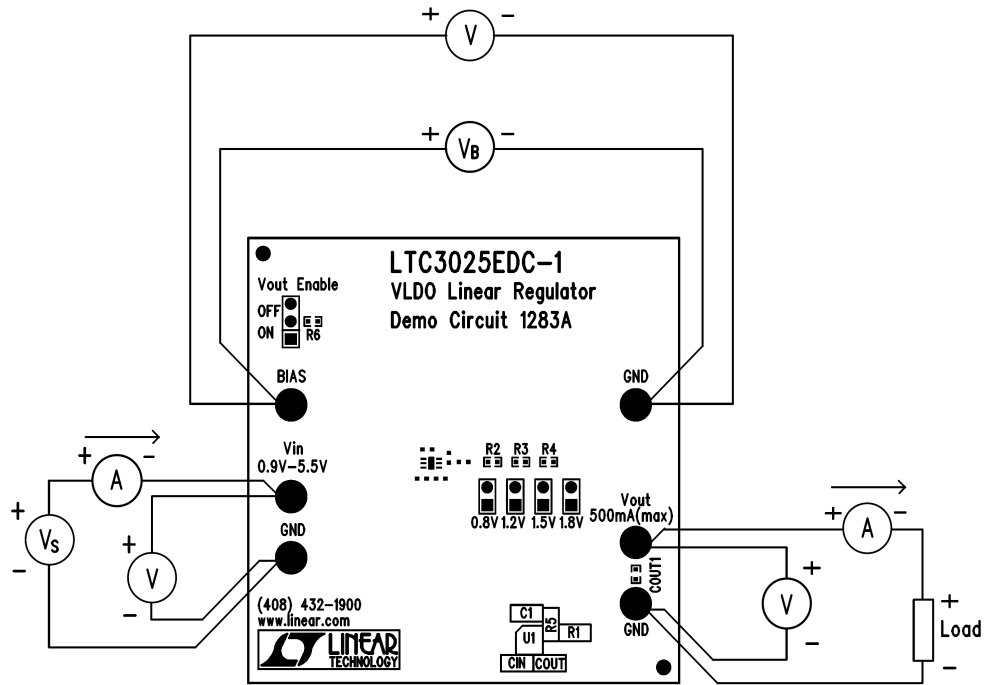 + V -
+ VB -
LTC3025EDC-1
VLDO Linear Regulator
Demo Circuit 1283A
Vout Enable
OFF
ON
R6
BIAS
GND
+ A -
Vin
0.9V-5.5V
R2 R3 R4
Vout
500mA(max)
0.8V 1.2V 1.5V 1.8V
+ A -
+
VS
-
GND
+
V
-
COUT1
+
V
-
GND
+
Load
-
(408) 432-1900
www.linear.com
LINEAR
TECHNOLOGY
C1
R5
R1
U1
CIN COUT